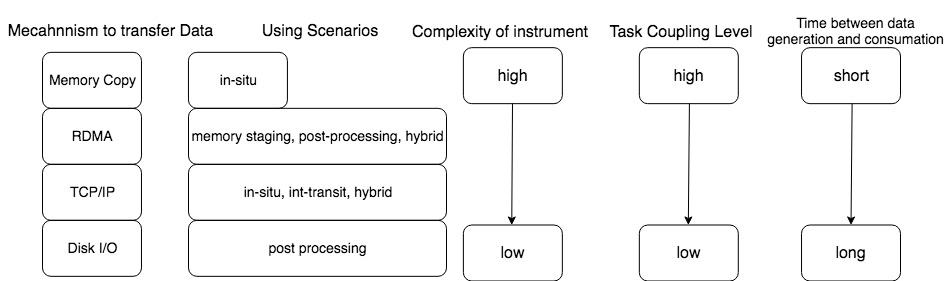 Mecahnnism to transfer Data
Using Scenarios
Complexity of instrument
Task Coupling Level
Time between data
generation and consumation
Memory Copy
in-situ
high
high
short
RDMA
memory staging, post-processing, hybrid
TCP/IP
in-situ, int-transit, hybrid
Disk I/O
post processing
low
low
long